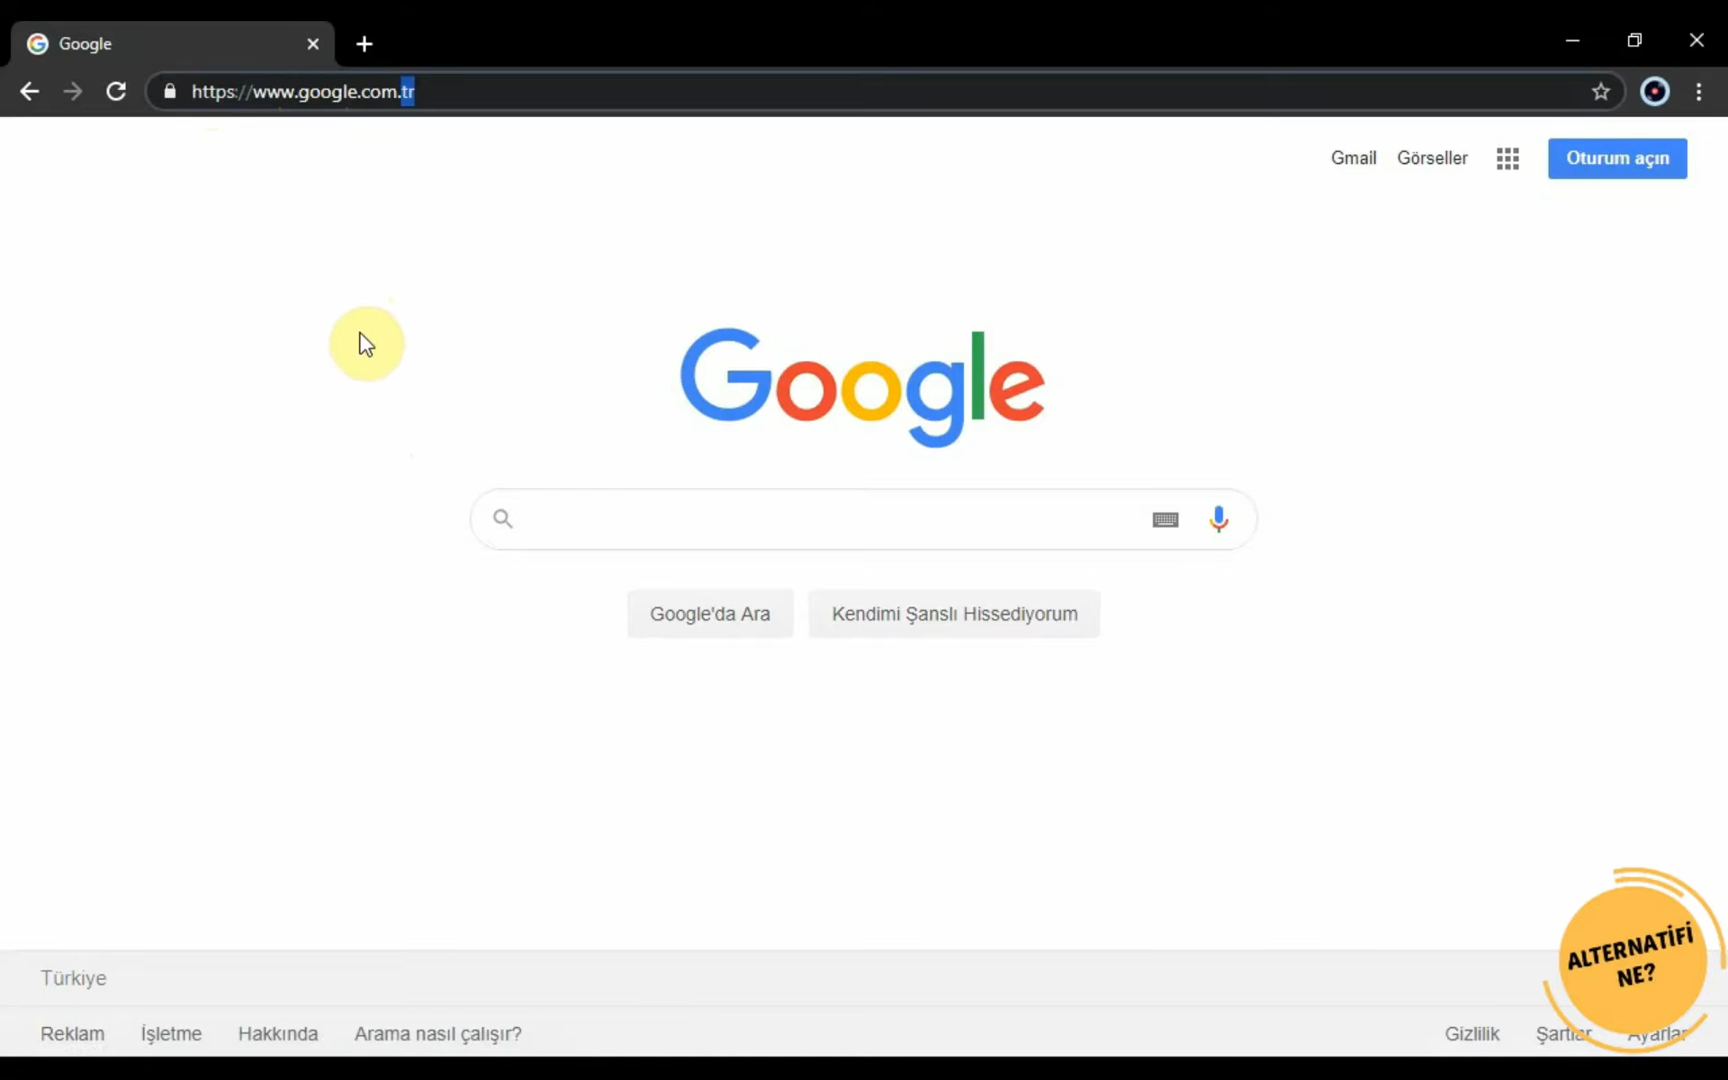 Google
https://www.google.com.tr
Gmail Görseller Oturum açın
Google
Google'da Ara Kendimi Şanslı Hissediyorum
Türkiye
Reklam İşletme Hakkında Arama nasıl çalışır? Gizlilik Şartlar Ayarlar
ALTERNATİFİ
NE?